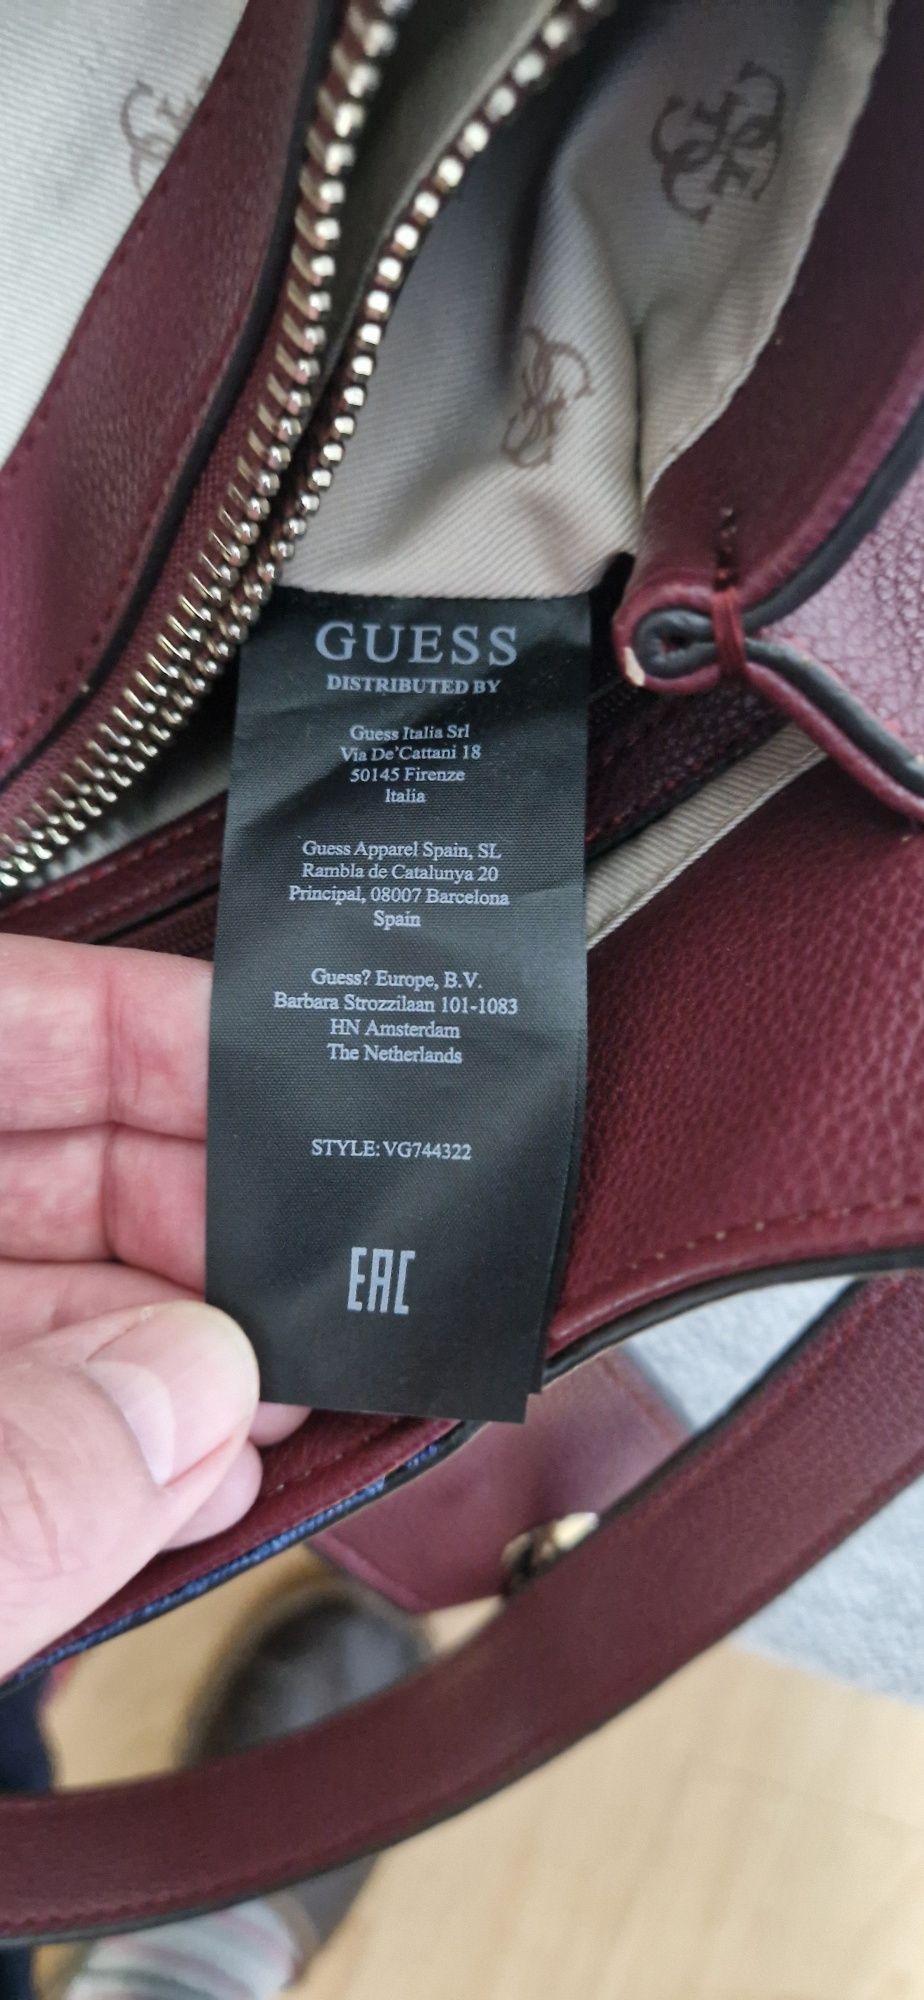 GUESS
DISTRIBUTED BY
Guess Italia Srl
Via De'Cattani 18
50145 Firenze
Italia
Guess Apparel Spain, SL
Rambla de Catalunya 20
Principal, 08007 Barcelona
Spain
Guess? Europe, B.V.
Barbara Strozzilaan 101-1083
HN Amsterdam
The Netherlands
STYLE: VG744322
EAC